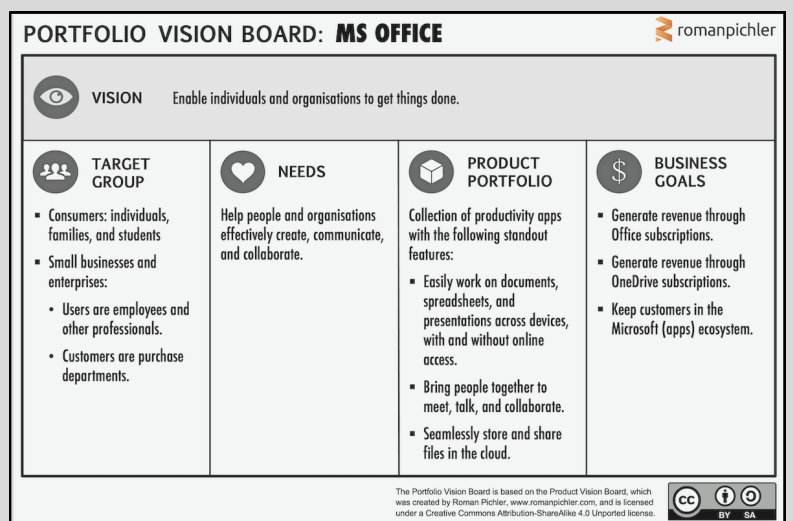 PORTFOLIO VISION BOARD: MS OFFICE
romanpichler
VISION
Enable individuals and organisations to get things done.
TARGET
GROUP
▪ Consumers: individuals,
families, and students
▪ Small businesses and
enterprises:
• Users are employees and
other professionals.
• Customers are purchase
departments.
NEEDS
Help people and organisations
effectively create, communicate,
and collaborate.
PRODUCT
PORTFOLIO
Collection of productivity apps
with the following standout
features:
▪ Easily work on documents,
spreadsheets, and
presentations across devices,
with and without online
access.
▪ Bring people together to
meet, talk, and collaborate.
▪ Seamlessly store and share
files in the cloud.
$
BUSINESS
GOALS
▪ Generate revenue through
Office subscriptions.
▪ Generate revenue through
OneDrive subscriptions.
▪ Keep customers in the
Microsoft (apps) ecosystem.
The Portfolio Vision Board is based on the Product Vision Board, which
was created by Roman Pichler, www.romanpichler.com, and is licensed
under a Creative Commons Attribution-ShareAlike 4.0 Unported license.
cc
BY SA